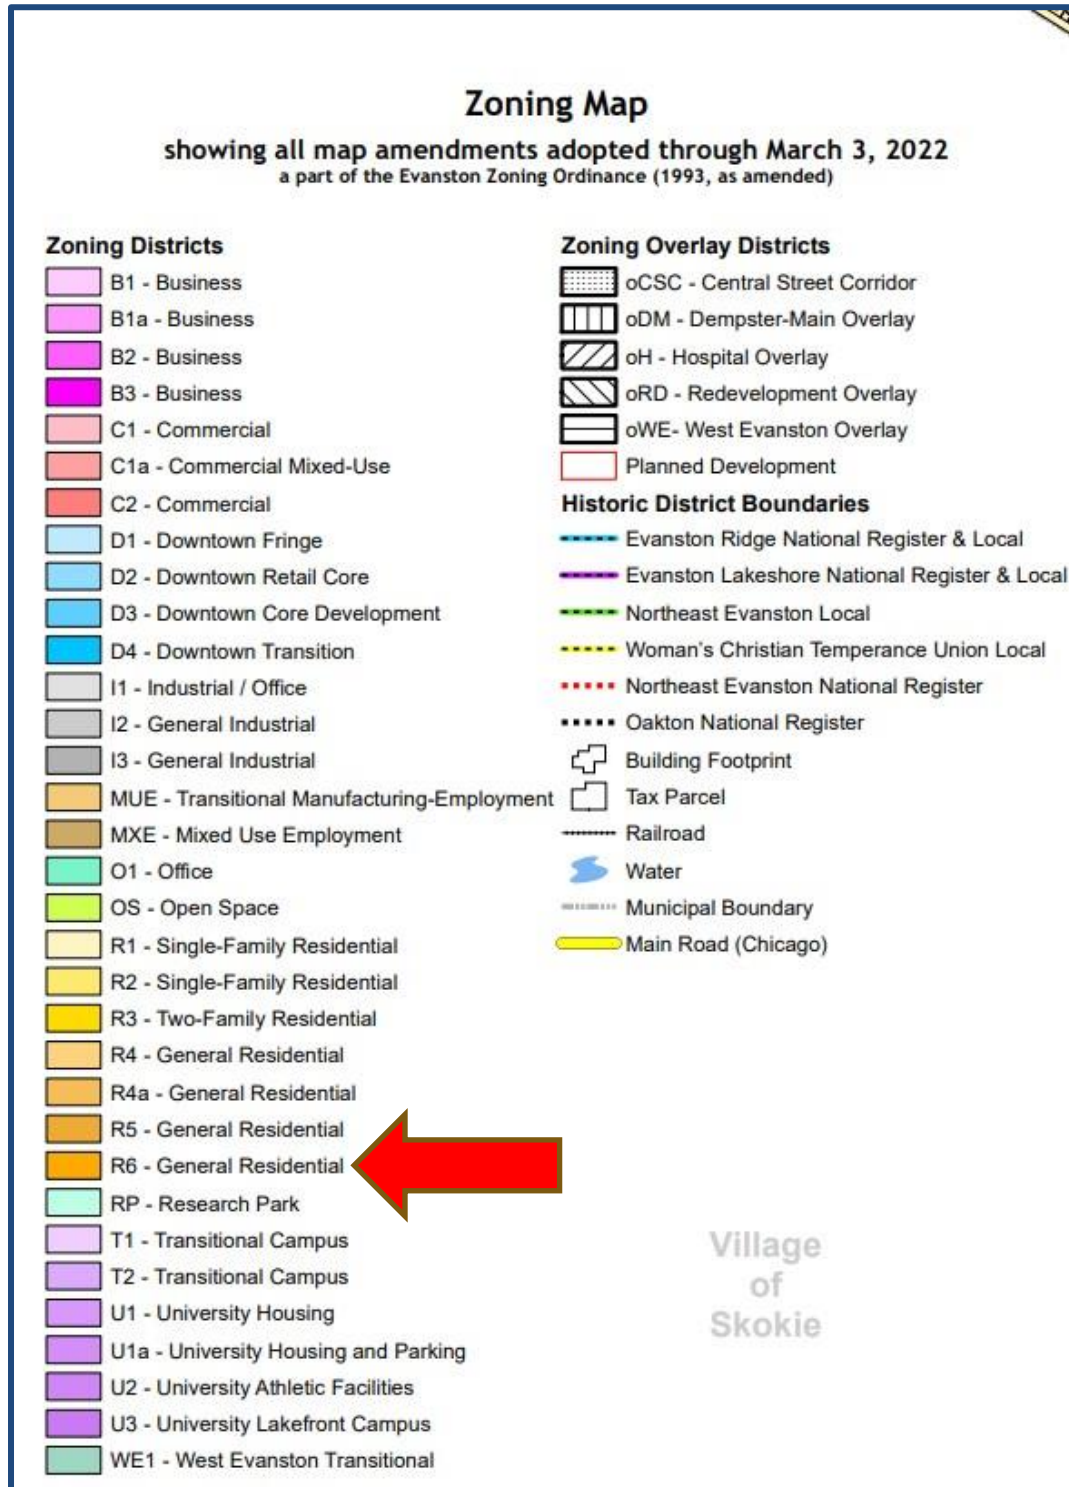 Zoning Map
showing all map amendments adopted through March 3, 2022
a part of the Evanston Zoning Ordinance (1993, as amended)
Zoning Districts
B1 - Business
B1a - Business
B2 - Business
B3 - Business
C1 - Commercial
C1a - Commercial Mixed-Use
C2 - Commercial
D1 - Downtown Fringe
D2 - Downtown Retail Core
D3 - Downtown Core Development
D4 - Downtown Transition
I1 - Industrial / Office
I2 - General Industrial
I3 - General Industrial
MUE - Transitional Manufacturing-Employment
MXE - Mixed Use Employment
O1 - Office
OS - Open Space
R1 - Single-Family Residential
R2 - Single-Family Residential
R3 - Two-Family Residential
R4 - General Residential
R4a - General Residential
R5 - General Residential
R6 - General Residential
RP - Research Park
T1 - Transitional Campus
T2 - Transitional Campus
U1 - University Housing
U1a - University Housing and Parking
U2 - University Athletic Facilities
U3 - University Lakefront Campus
WE1 - West Evanston Transitional
Zoning Overlay Districts
oCSC - Central Street Corridor
oDM - Dempster-Main Overlay
oH - Hospital Overlay
oRD - Redevelopment Overlay
oWE- West Evanston Overlay
Planned Development
Historic District Boundaries
Evanston Ridge National Register & Local
Evanston Lakeshore National Register & Local
Northeast Evanston Local
Woman's Christian Temperance Union Local
Northeast Evanston National Register
Oakton National Register
Building Footprint
Tax Parcel
Railroad
Water
Municipal Boundary
Main Road (Chicago)
Village
of
Skokie